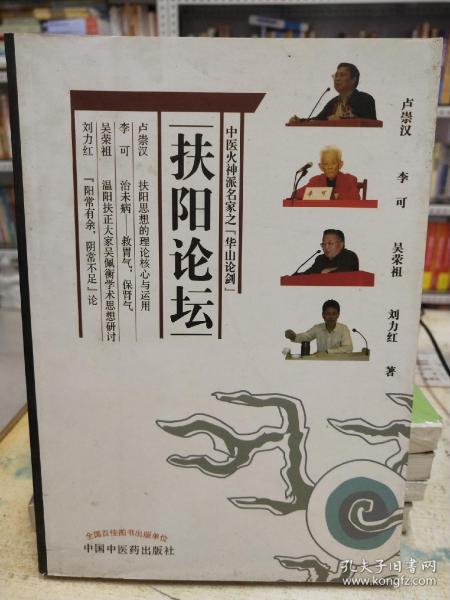 扶阳论坛
中医火神派名家之「华山论剑」
卢崇汉 扶阳思想的理论核心与运用
李可 治未病——救胃气，保肾气
吴荣祖 温阳扶正大家吴佩衡学术思想研讨
刘力红 『阳常有余，阴常不足』论
卢崇汉
李可
吴荣祖
刘力红 著
李可
全国百佳图书出版单位
中国中医药出版社
孔夫子旧书网
www.kongfz.com